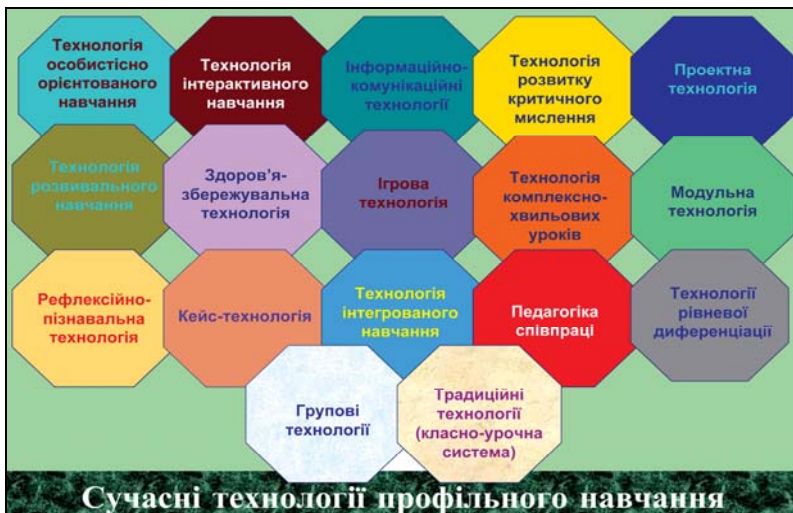 Технологія
особистісно
орієнтованого
навчання
Технологія
інтерактивного
навчання
Інформаційно-
комунікаційні
технології
Технологія
розвитку
критичного
мислення
Проектна
технологія
Технологія
розвивального
навчання
Здоров'я-
збережувальна
технологія
Ігрова
технологія
Технологія
комплексно-
хвильових
уроків
Модульна
технологія
Рефлексійно-
пізнавальна
технологія
Кейс-технологія
Технологія
інтегрованого
навчання
Педагогіка
співпраці
Технології
рівневої
диференціації
Групові
технології
Традиційні
технології
(класно-урочна
система)
Сучасні технології профільного навчання